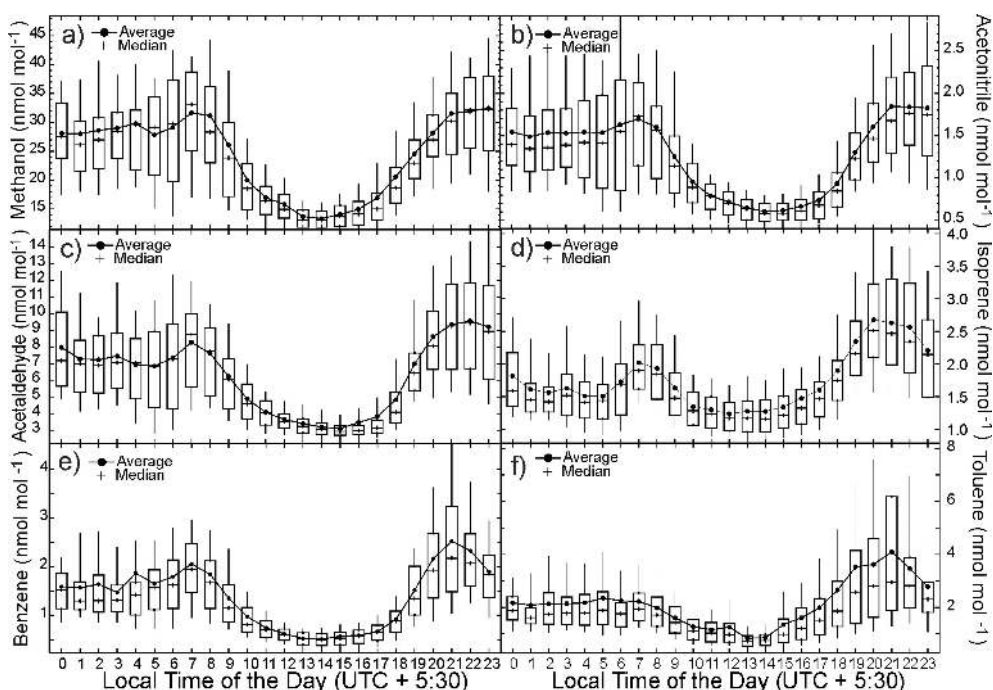 a)
Average
Median
Methanol (nmol mol-1)
45
40
35
30
25
20
15
b)
Average
Median
Acetonitrile (nmol mol-1)
2.5
2.0
1.5
1.0
0.5
c)
Average
Median
Acetaldehyde (nmol mol-1)
14
13
12
11
10
9
8
7
6
5
4
3
d)
Average
Median
Isoprene (nmol mol-1)
4.0
3.5
3.0
2.5
2.0
1.5
1.0
e)
Average
Median
Benzene (nmol mol -1)
4
3
2
1
f)
Average
Median
Toluene (nmol mol-1)
8
6
4
2
0 1 2 3 4 5 6 7 8 9 10 11 12 13 14 15 16 17 18 19 20 21 22 23
Local Time of the Day (UTC + 5:30)
0 1 2 3 4 5 6 7 8 9 10 11 12 13 14 15 16 17 18 19 20 21 22 23
Local Time of the Day (UTC + 5:30)